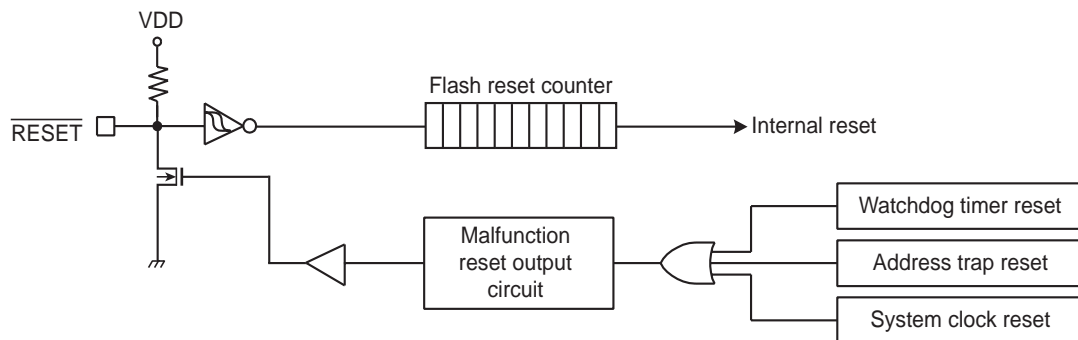 VDD
Flash reset counter
RESET
Internal reset
Watchdog timer reset
Malfunction
reset output
circuit
Address trap reset
System clock reset